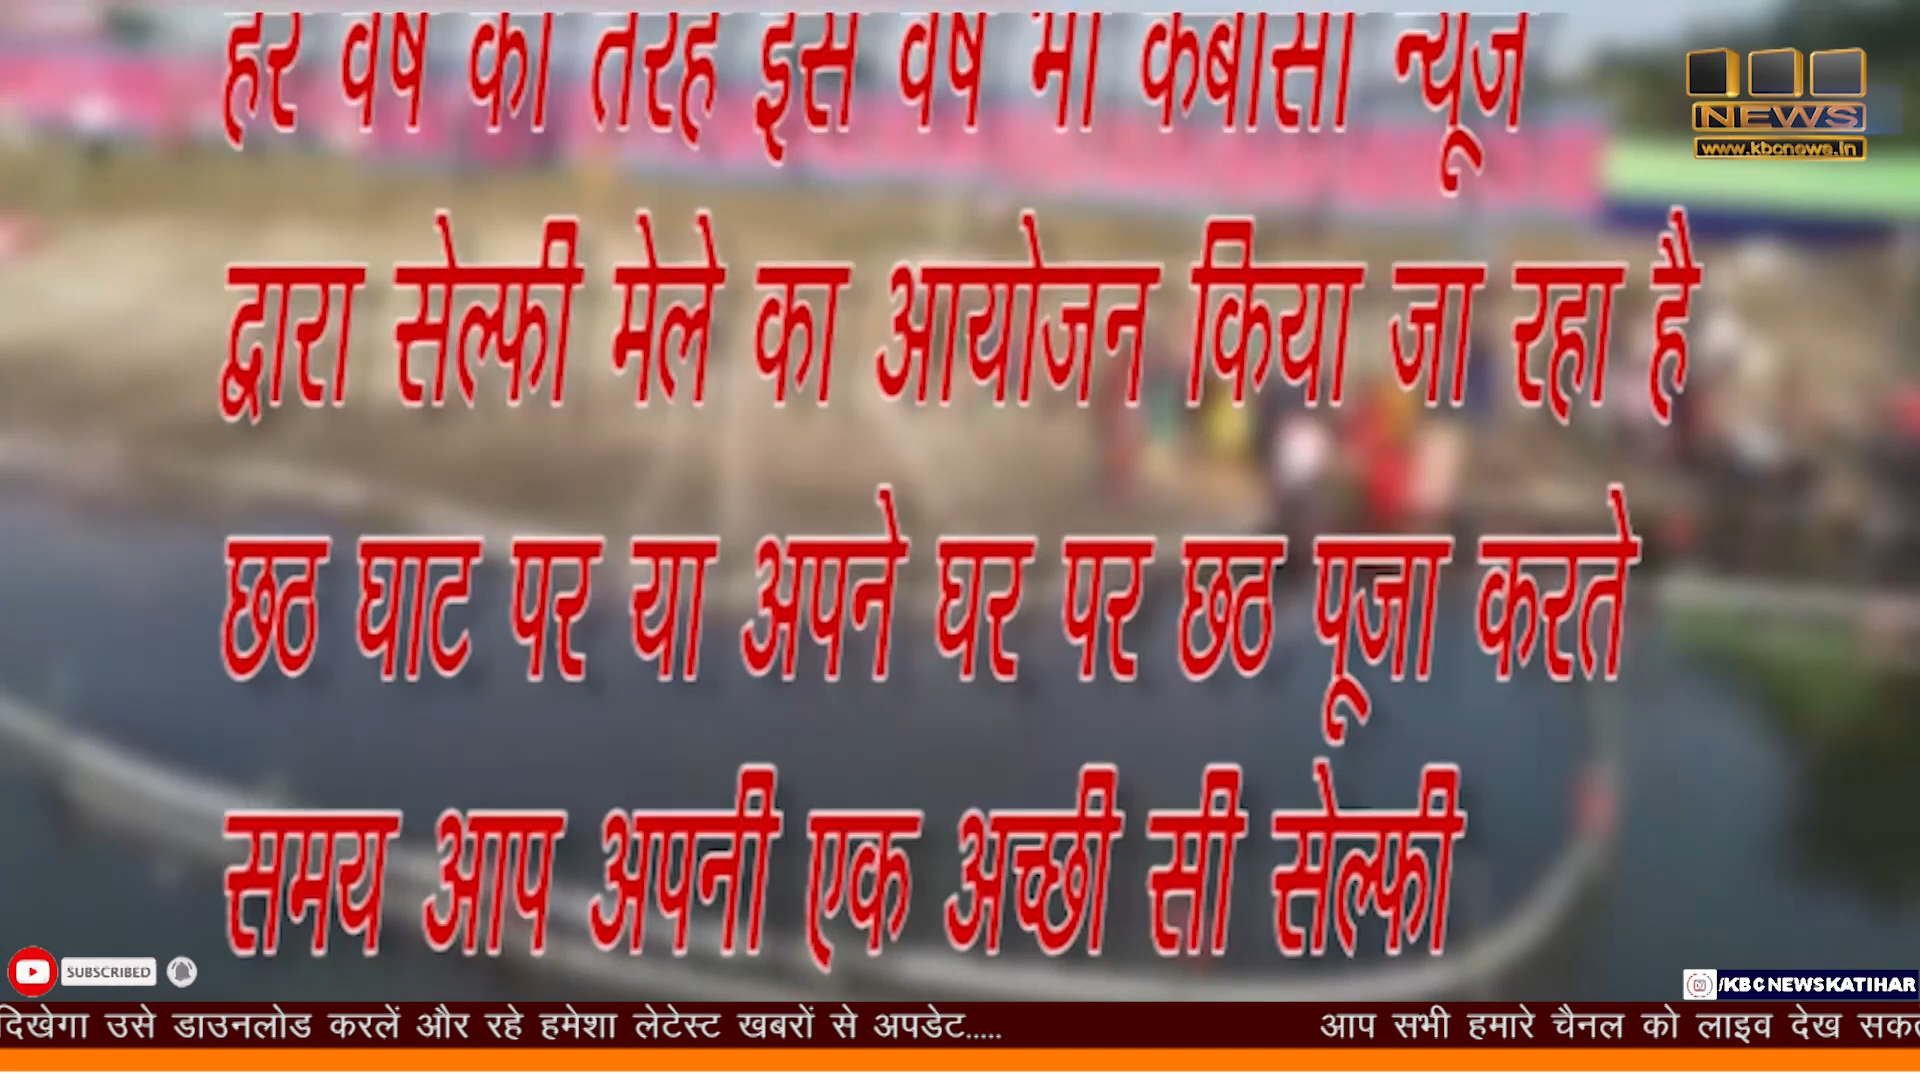 हर वर्ष की तरह इस वर्ष भी केबीसी न्यूज
द्वारा सेल्फी मेले का आयोजन किया जा रहा है
छठ घाट पर या अपने घर पर छठ पूजा करते
समय आप अपनी एक अच्छी सी सेल्फी
NEWS
www.kbcnews.in
SUBSCRIBED
/KBCNEWSKATIHAR
दिखेगा उसे डाउनलोड करलें और रहे हमेशा लेटेस्ट खबरों से अपडेट.....
आप सभी हमारे चैनल को लाइव देख